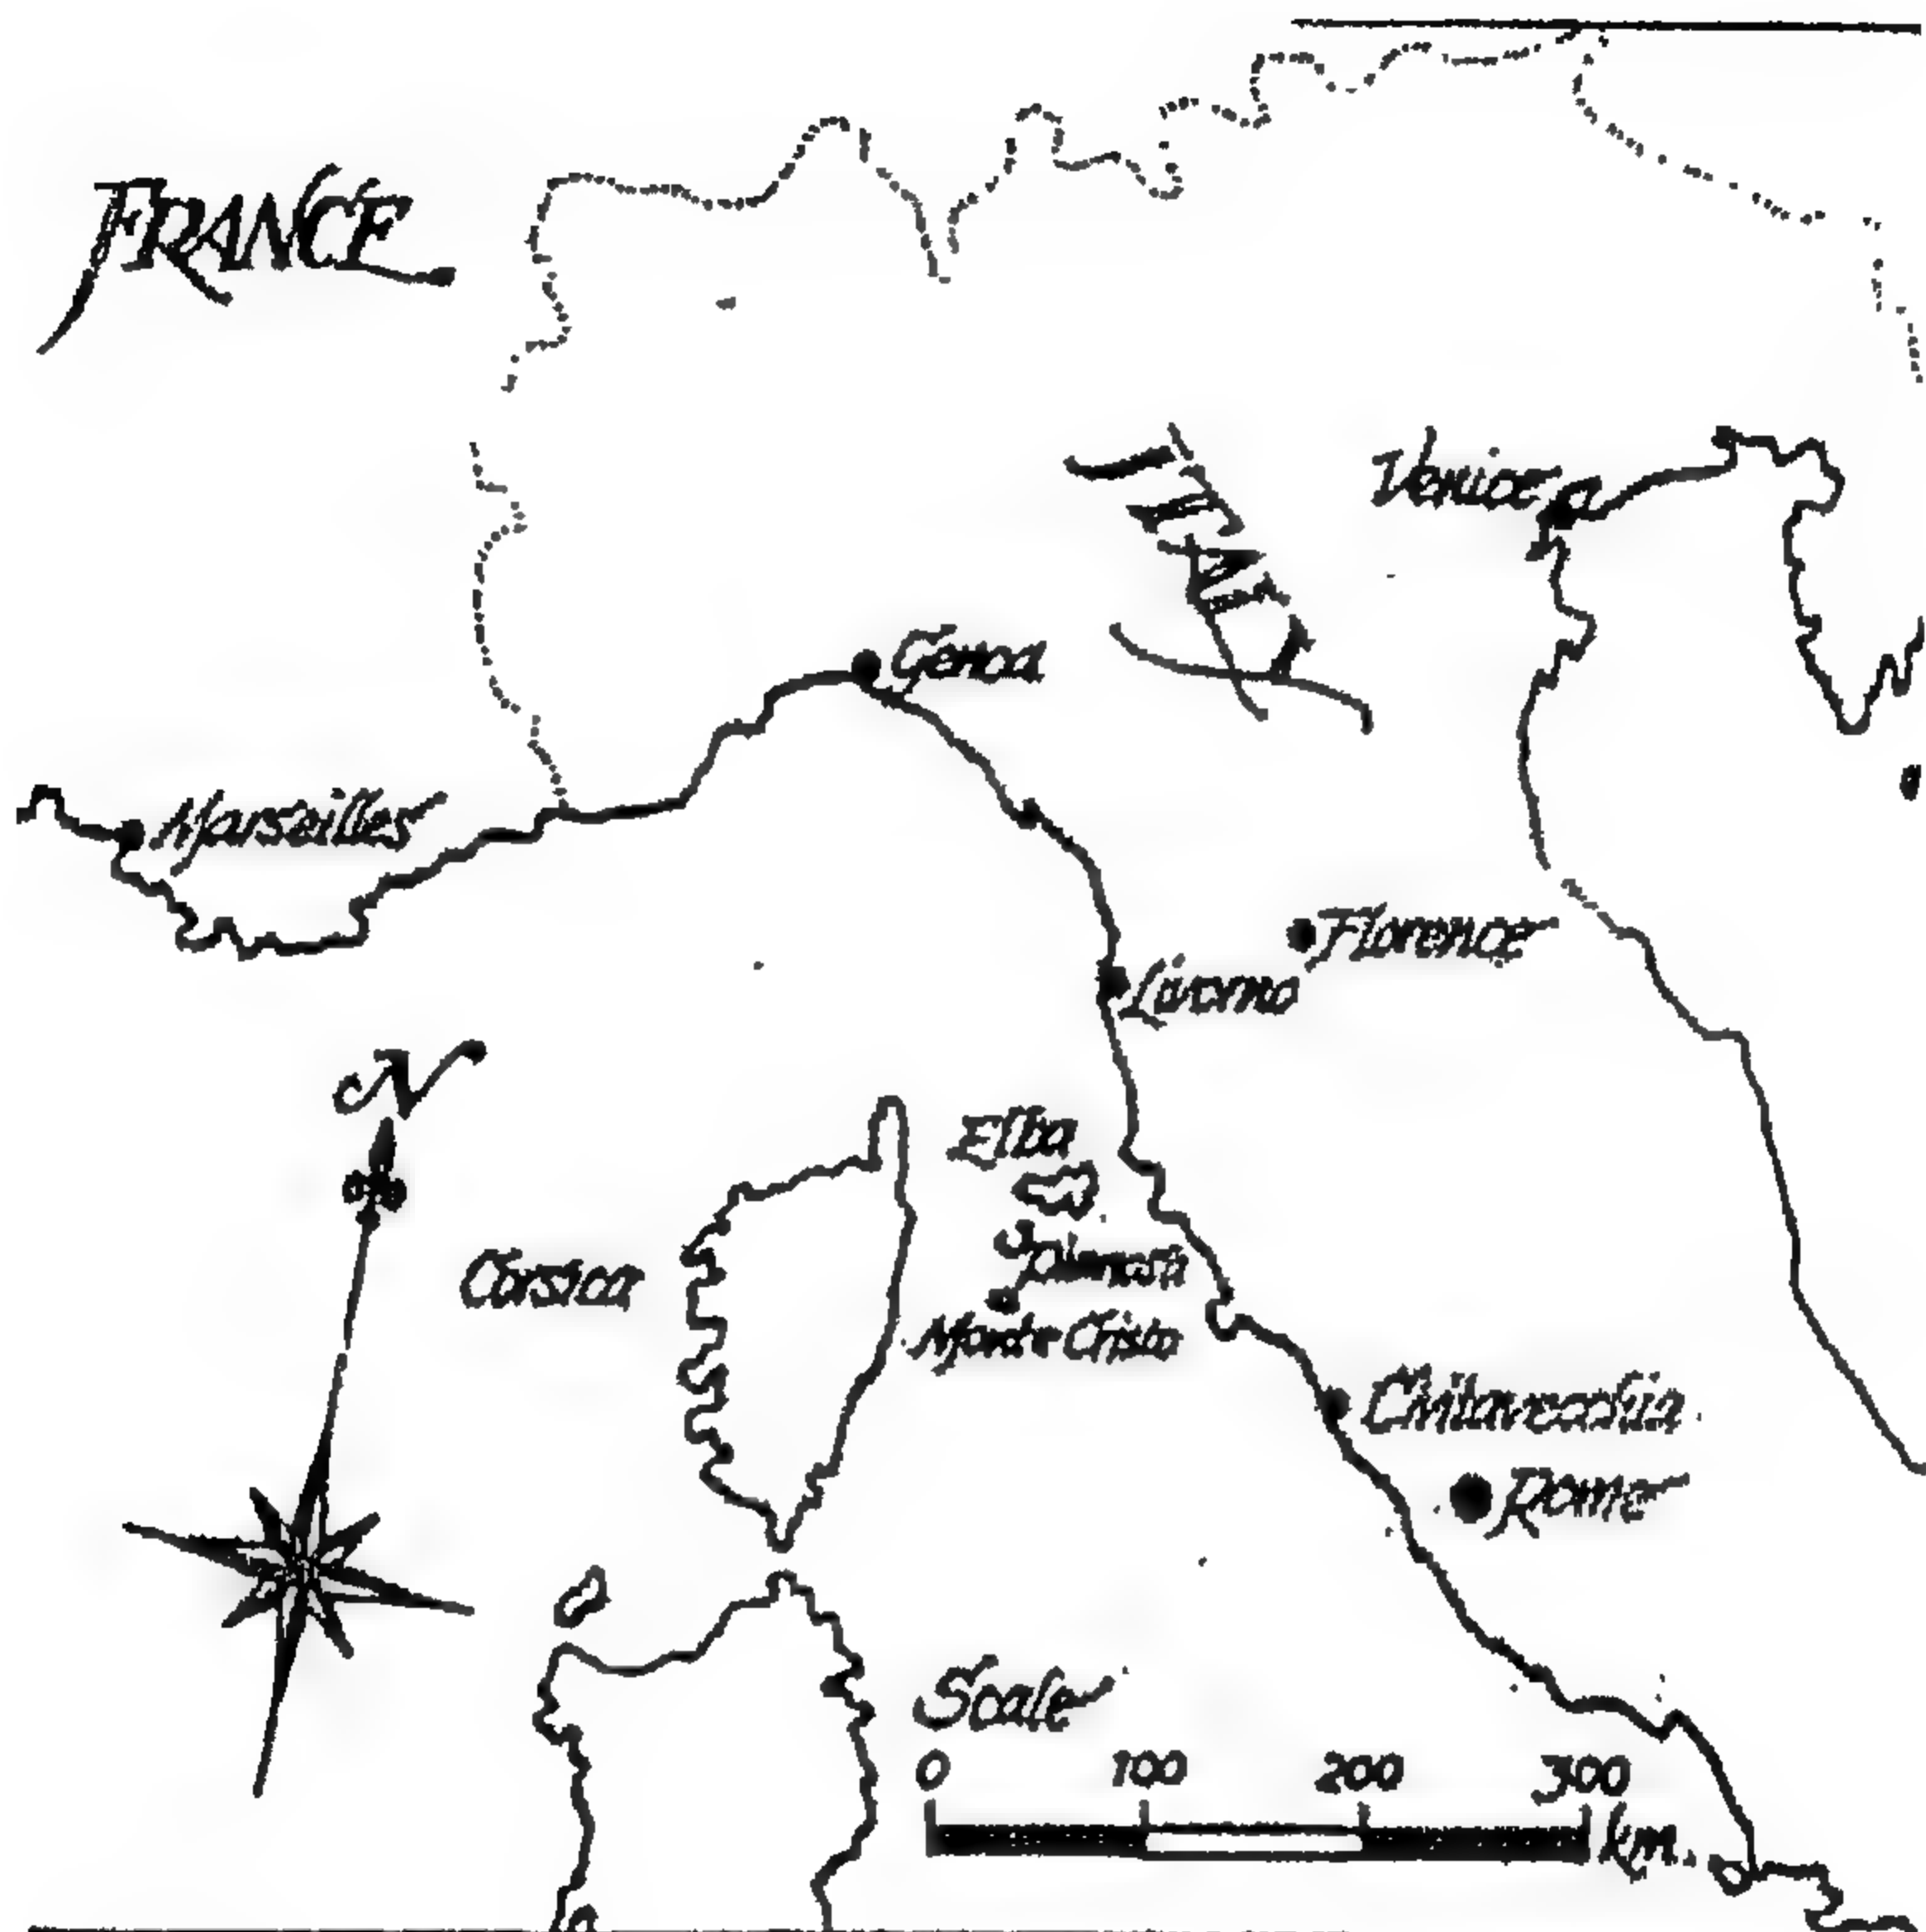 FRANCE
ITALY
Venice
Genoa
Marseilles
Florence
Livorno
N
Elba
Corsica
Pianosa
Monte Cristo
Civitavecchia
Rome
Scale
0 100 200 300
km.